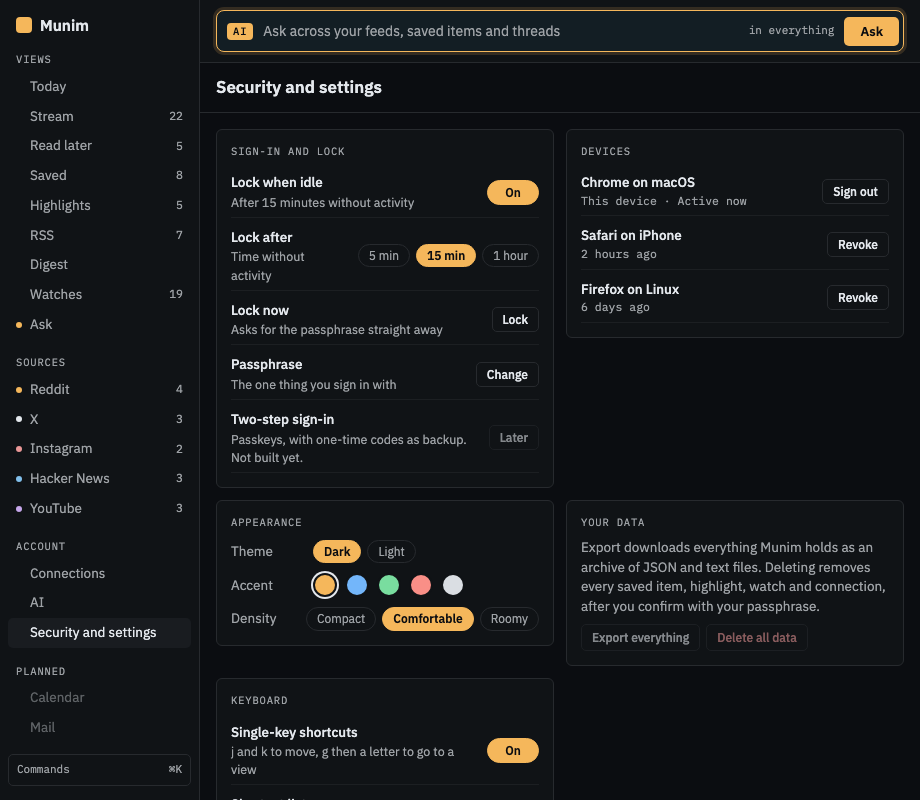 Munim
VIEWS
Today
Stream 22
Read later 5
Saved 8
Highlights 5
RSS 7
Digest
Watches 19
Ask
SOURCES
Reddit 4
X 3
Instagram 2
Hacker News 3
YouTube 3
ACCOUNT
Connections
AI
Security and settings
PLANNED
Calendar
Mail
Commands ⌘K
AI Ask across your feeds, saved items and threads in everything Ask
Security and settings
SIGN-IN AND LOCK
Lock when idle
After 15 minutes without activity
On
Lock after
Time without
activity
5 min 15 min 1 hour
Lock now
Asks for the passphrase straight away
Lock
Passphrase
The one thing you sign in with
Change
Two-step sign-in
Passkeys, with one-time codes as backup.
Not built yet.
Later
DEVICES
Chrome on macOS
This device · Active now
Sign out
Safari on iPhone
2 hours ago
Revoke
Firefox on Linux
6 days ago
Revoke
APPEARANCE
Theme Dark Light
Accent
Density Compact Comfortable Roomy
YOUR DATA
Export downloads everything Munim holds as an
archive of JSON and text files. Deleting removes
every saved item, highlight, watch and connection,
after you confirm with your passphrase.
Export everything Delete all data
KEYBOARD
Single-key shortcuts
j and k to move, g then a letter to go to a
view
On